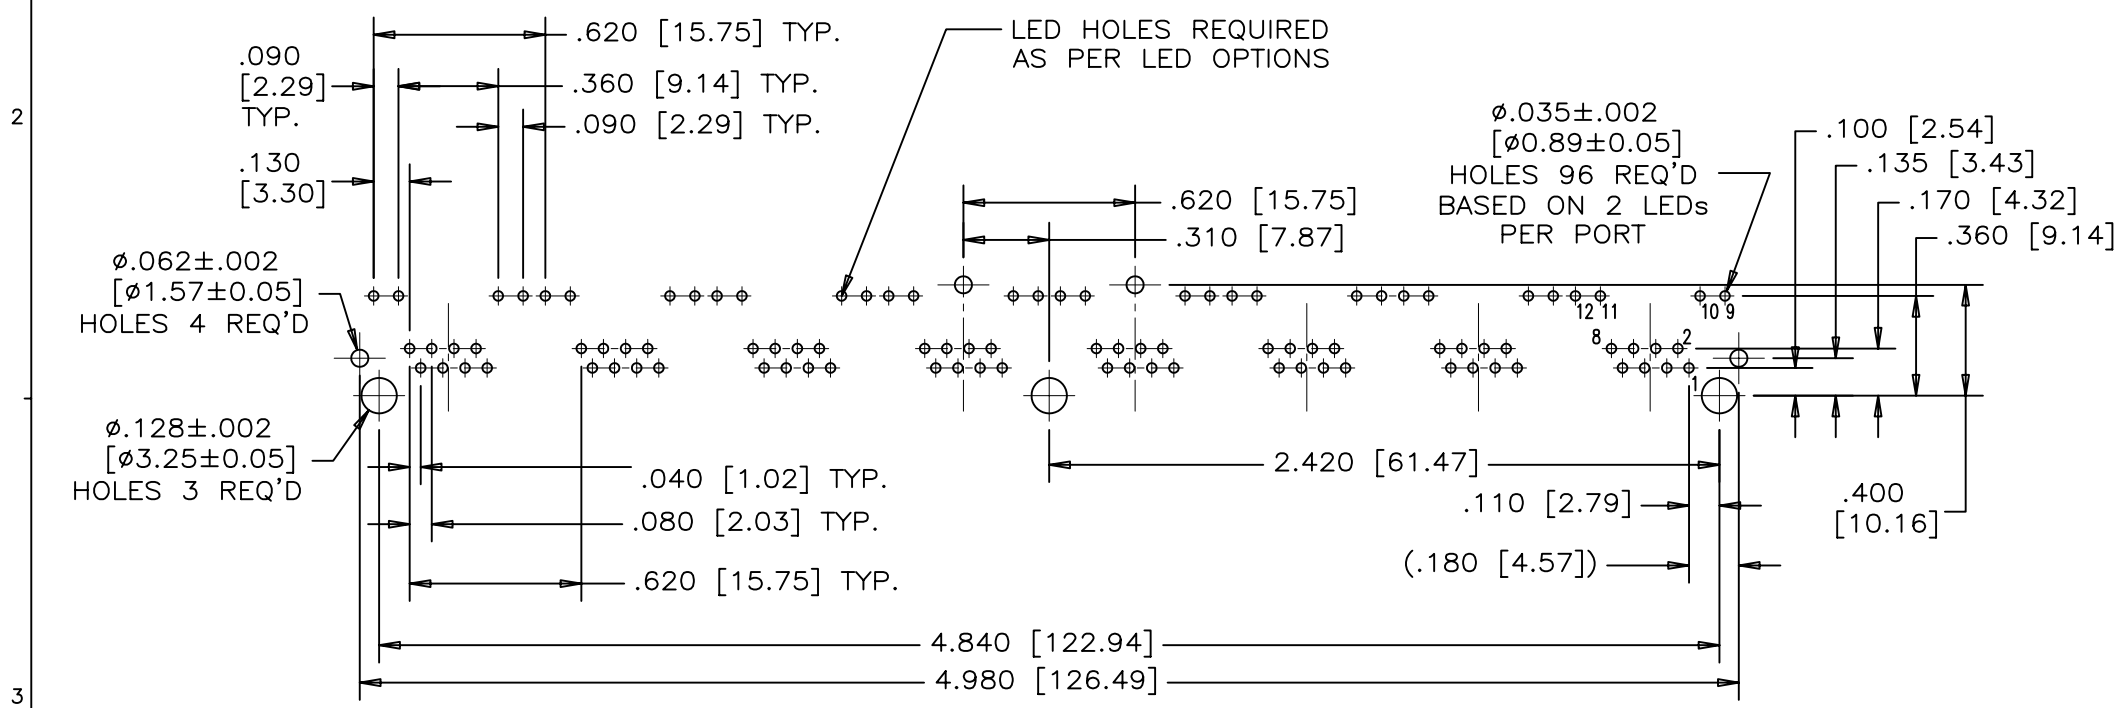 .620 [15.75] TYP.
LED HOLES REQUIRED
AS PER LED OPTIONS
.090
[2.29]
TYP.
.360 [9.14] TYP.
.090 [2.29] TYP.
2
ø.035±.002
[ø0.89±0.05]
HOLES 96 REQ'D
BASED ON 2 LEDs
PER PORT
.100 [2.54]
.135 [3.43]
.170 [4.32]
.360 [9.14]
.130
[3.30]
.620 [15.75]
.310 [7.87]
ø.062±.002
[ø1.57±0.05]
HOLES 4 REQ'D
12 11
10 9
8
2
1
ø.128±.002
[ø3.25±0.05]
HOLES 3 REQ'D
.040 [1.02] TYP.
.080 [2.03] TYP.
.620 [15.75] TYP.
2.420 [61.47]
.110 [2.79]
(.180 [4.57])
.400
[10.16]
4.840 [122.94]
4.980 [126.49]
3